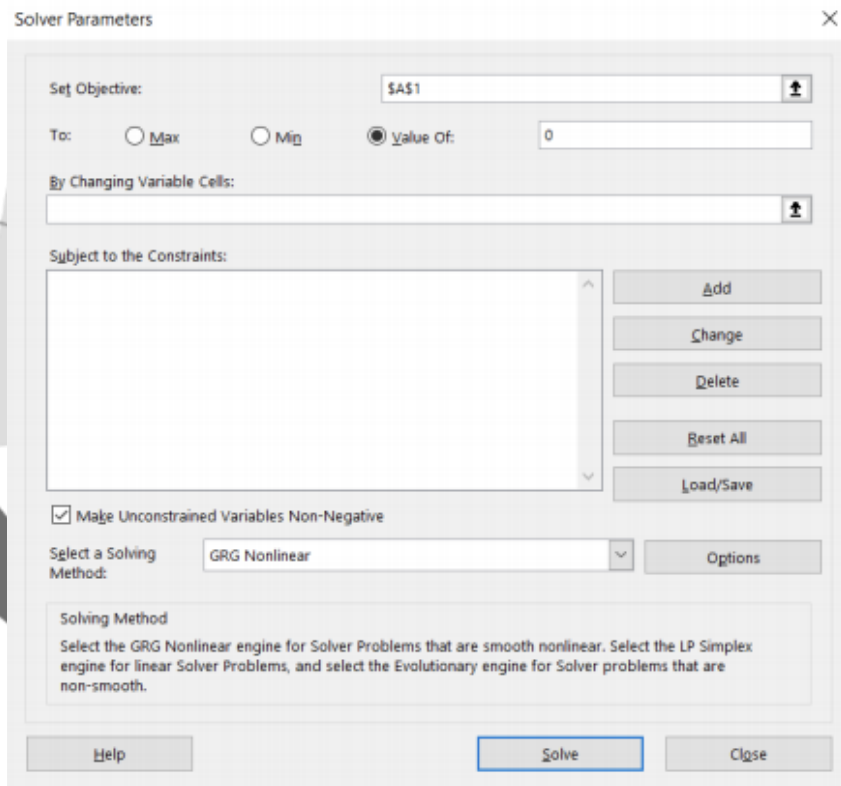 Solver Parameters
Set Objective:
$A$1
To:
Max
Min
Value Of:
0
By Changing Variable Cells:
Subject to the Constraints:
Add
Change
Delete
Reset All
Load/Save
Make Unconstrained Variables Non-Negative
Select a Solving
Method:
GRG Nonlinear
Options
Solving Method
Select the GRG Nonlinear engine for Solver Problems that are smooth nonlinear. Select the LP Simplex
engine for linear Solver Problems, and select the Evolutionary engine for Solver problems that are
non-smooth.
Help
Solve
Close